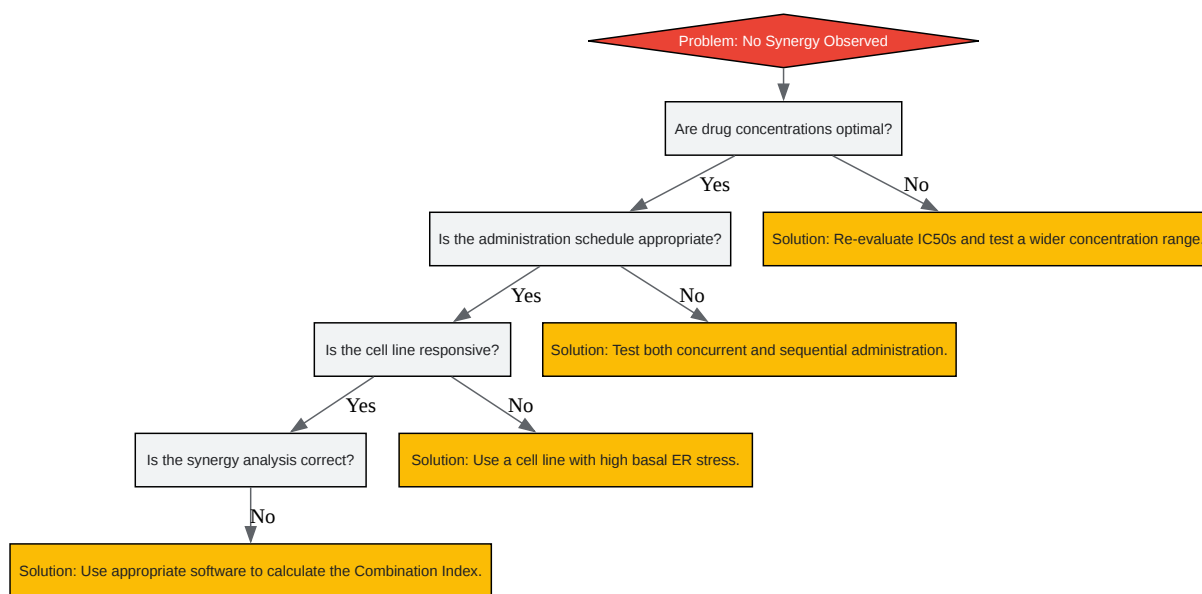 Problem: No Synergy Observed
Are drug concentrations optimal?
Yes
No
Is the administration schedule appropriate?
Solution: Re-evaluate IC50s and test a wider concentration range.
Yes
No
Is the cell line responsive?
Solution: Test both concurrent and sequential administration.
Yes
No
Is the synergy analysis correct?
Solution: Use a cell line with high basal ER stress.
No
Solution: Use appropriate software to calculate the Combination Index.